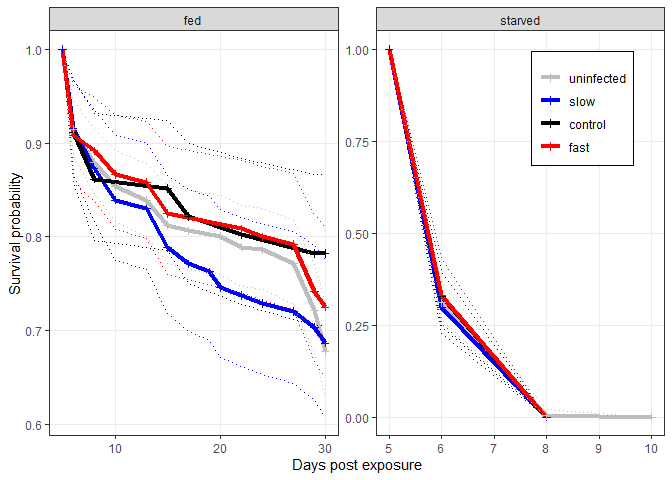 fed
starved
1.0
0.9
0.8
0.7
0.6
1.00
0.75
0.50
0.25
0.00
uninfected
slow
control
fast
10
20
30
5
6
7
8
9
10
Survival probability
Days post exposure